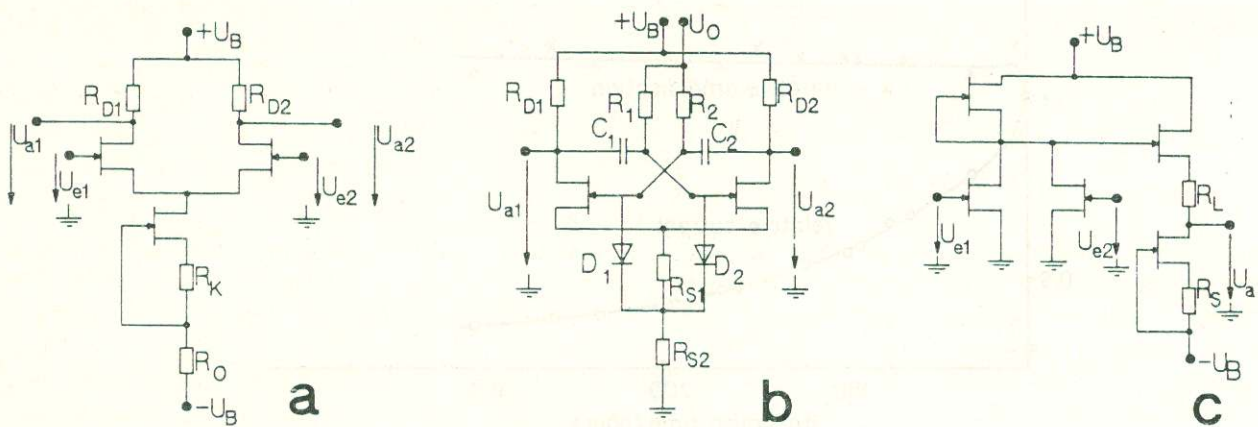 +U_B
R_D1
R_D2
U_a1
U_e1
U_e2
U_a2
R_K
R_O
-U_B
a
+U_B
U_O
R_D1
R_1
R_2
R_D2
C_1
C_2
U_a1
U_a2
D_1
R_S1
D_2
R_S2
b
+U_B
U_e1
U_e2
R_L
U_a
R_S
-U_B
c